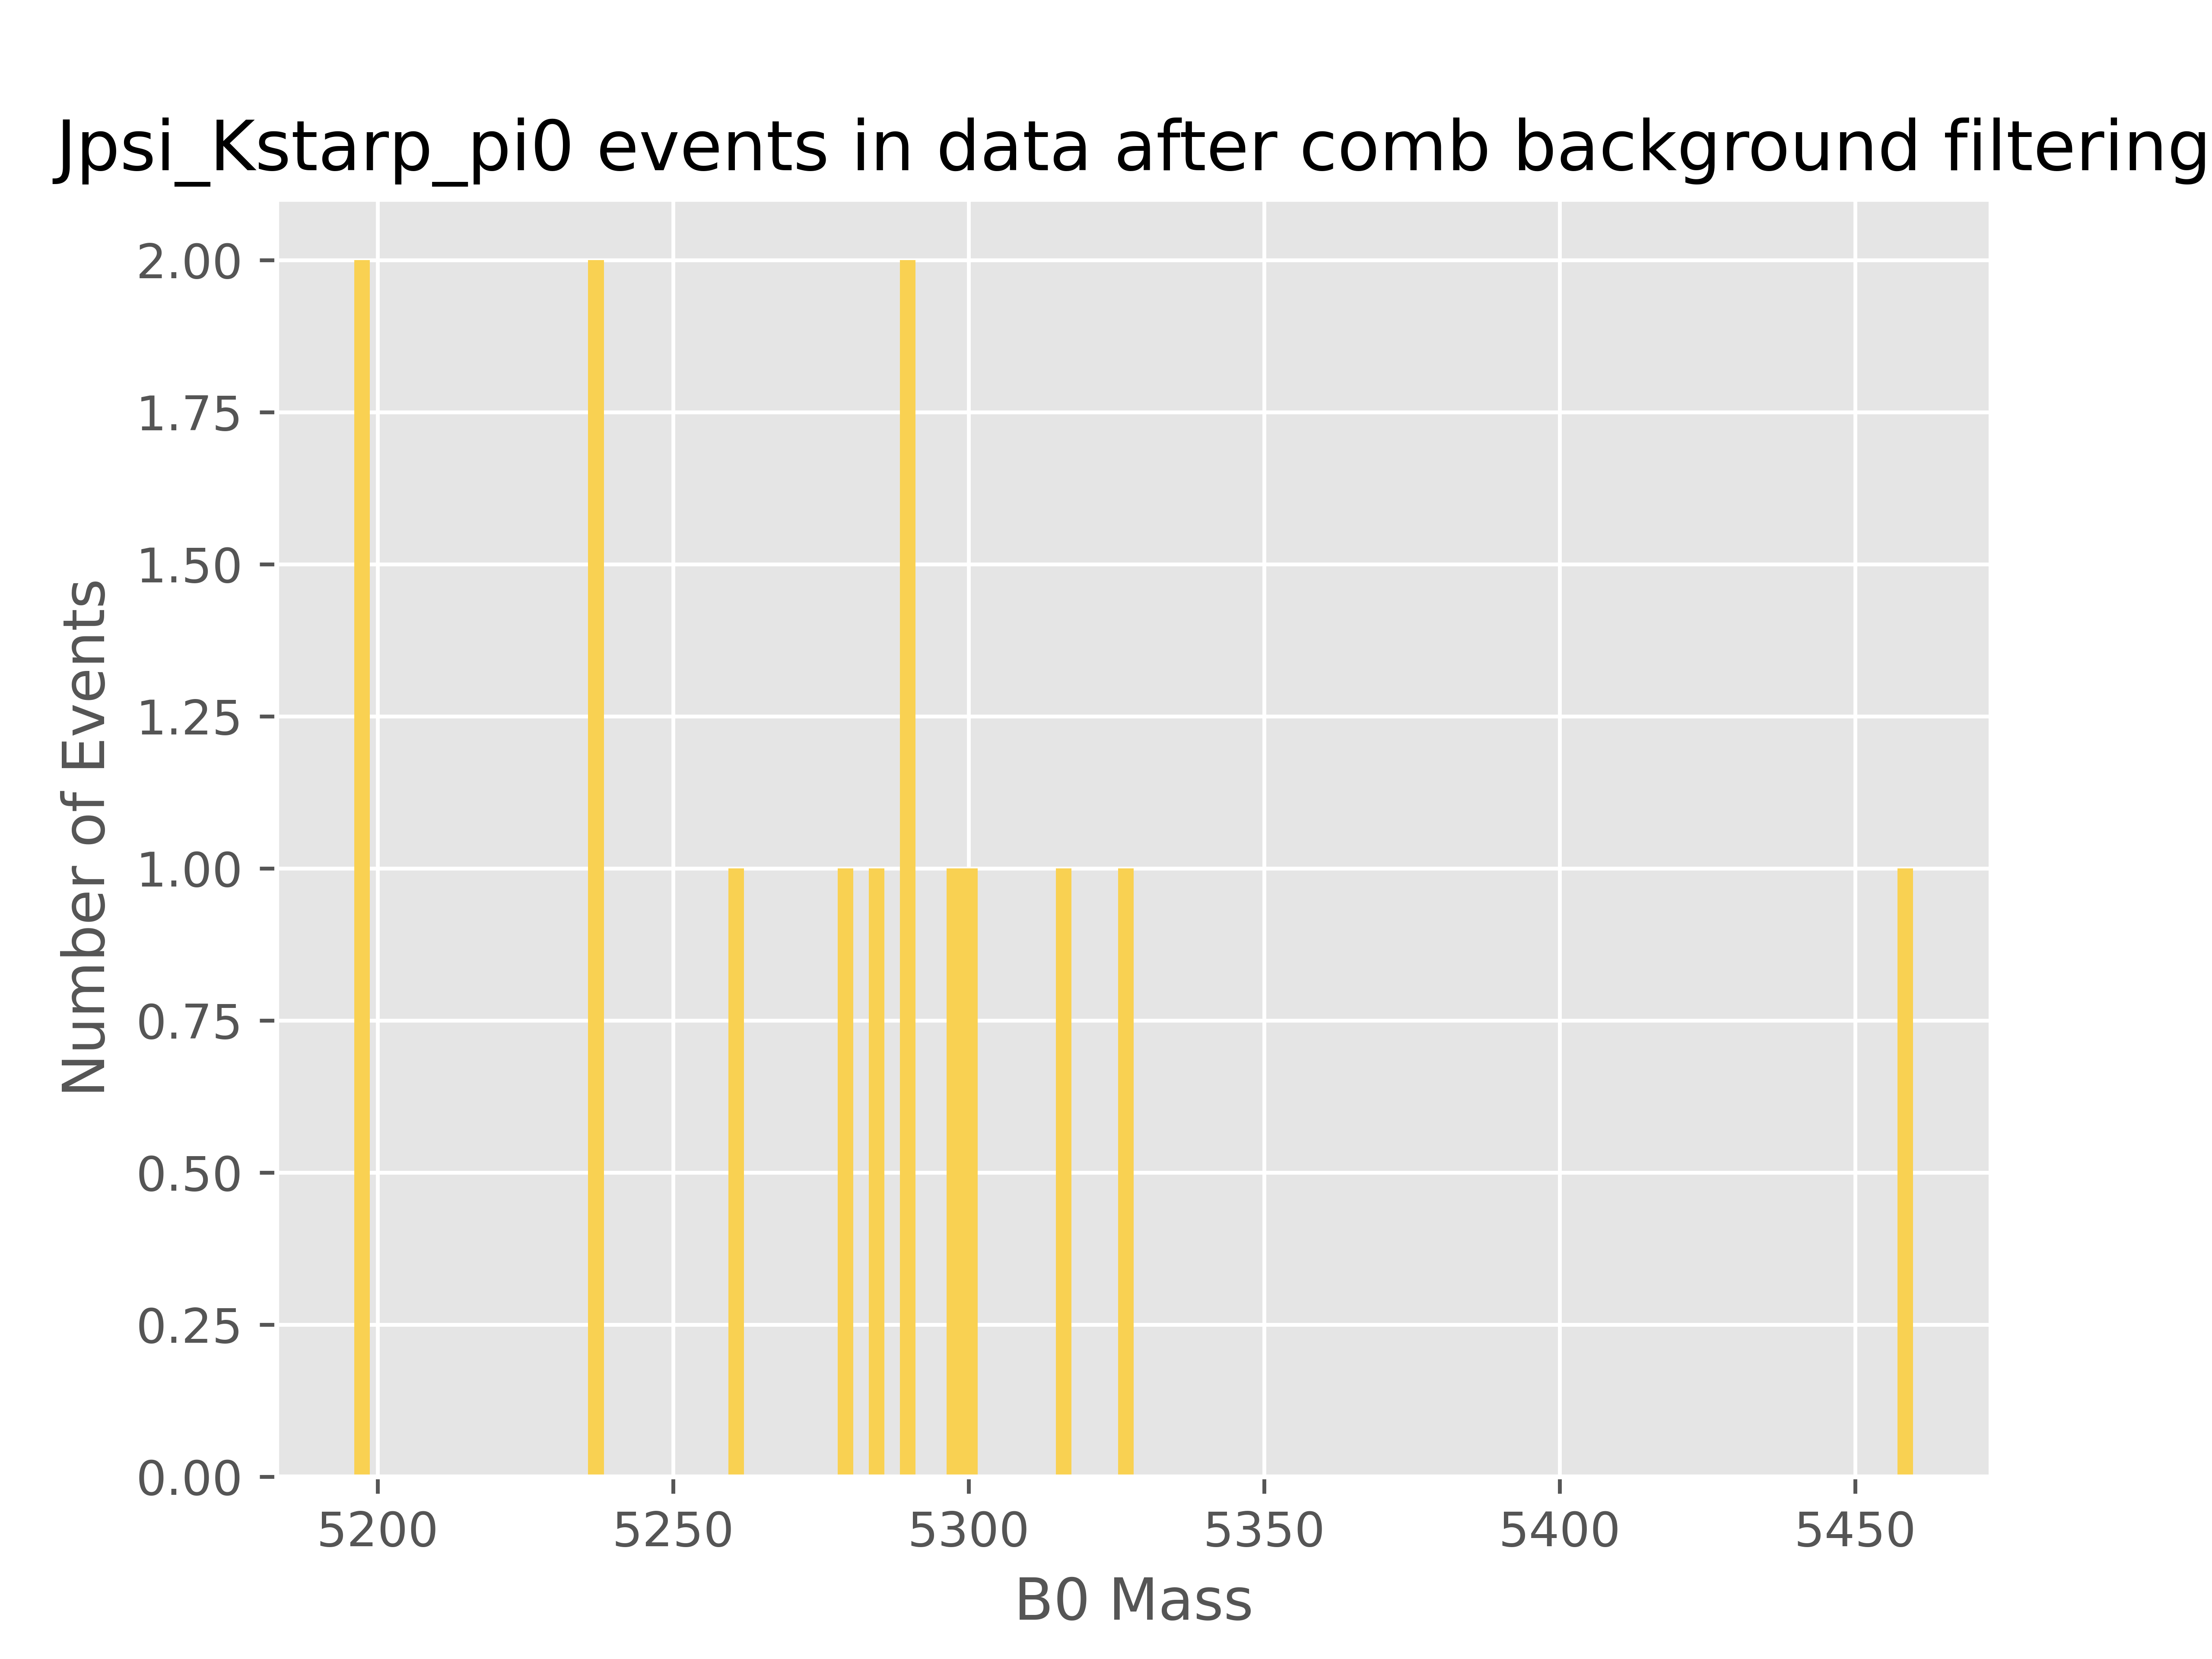 Jpsi_Kstarp_pi0 events in data after comb background filtering
2.00
1.75
1.50
1.25
1.00
0.75
0.50
0.25
0.00
Number of Events
5200 5250 5300 5350 5400 5450
B0 Mass